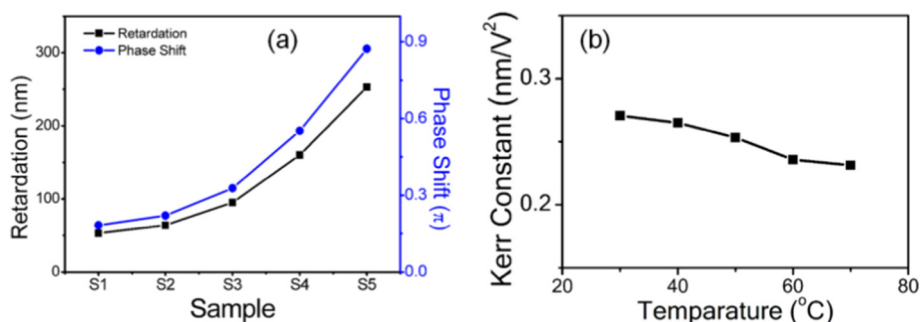 (a)
Retardation
Phase Shift
Retardation (nm)
300
200
100
0
Phase Shift (π)
0.9
0.6
0.3
0.0
S1 S2 S3 S4 S5
Sample
(b)
Kerr Constant (nm/V²)
0.3
0.2
20 40 60 80
Temparature (°C)